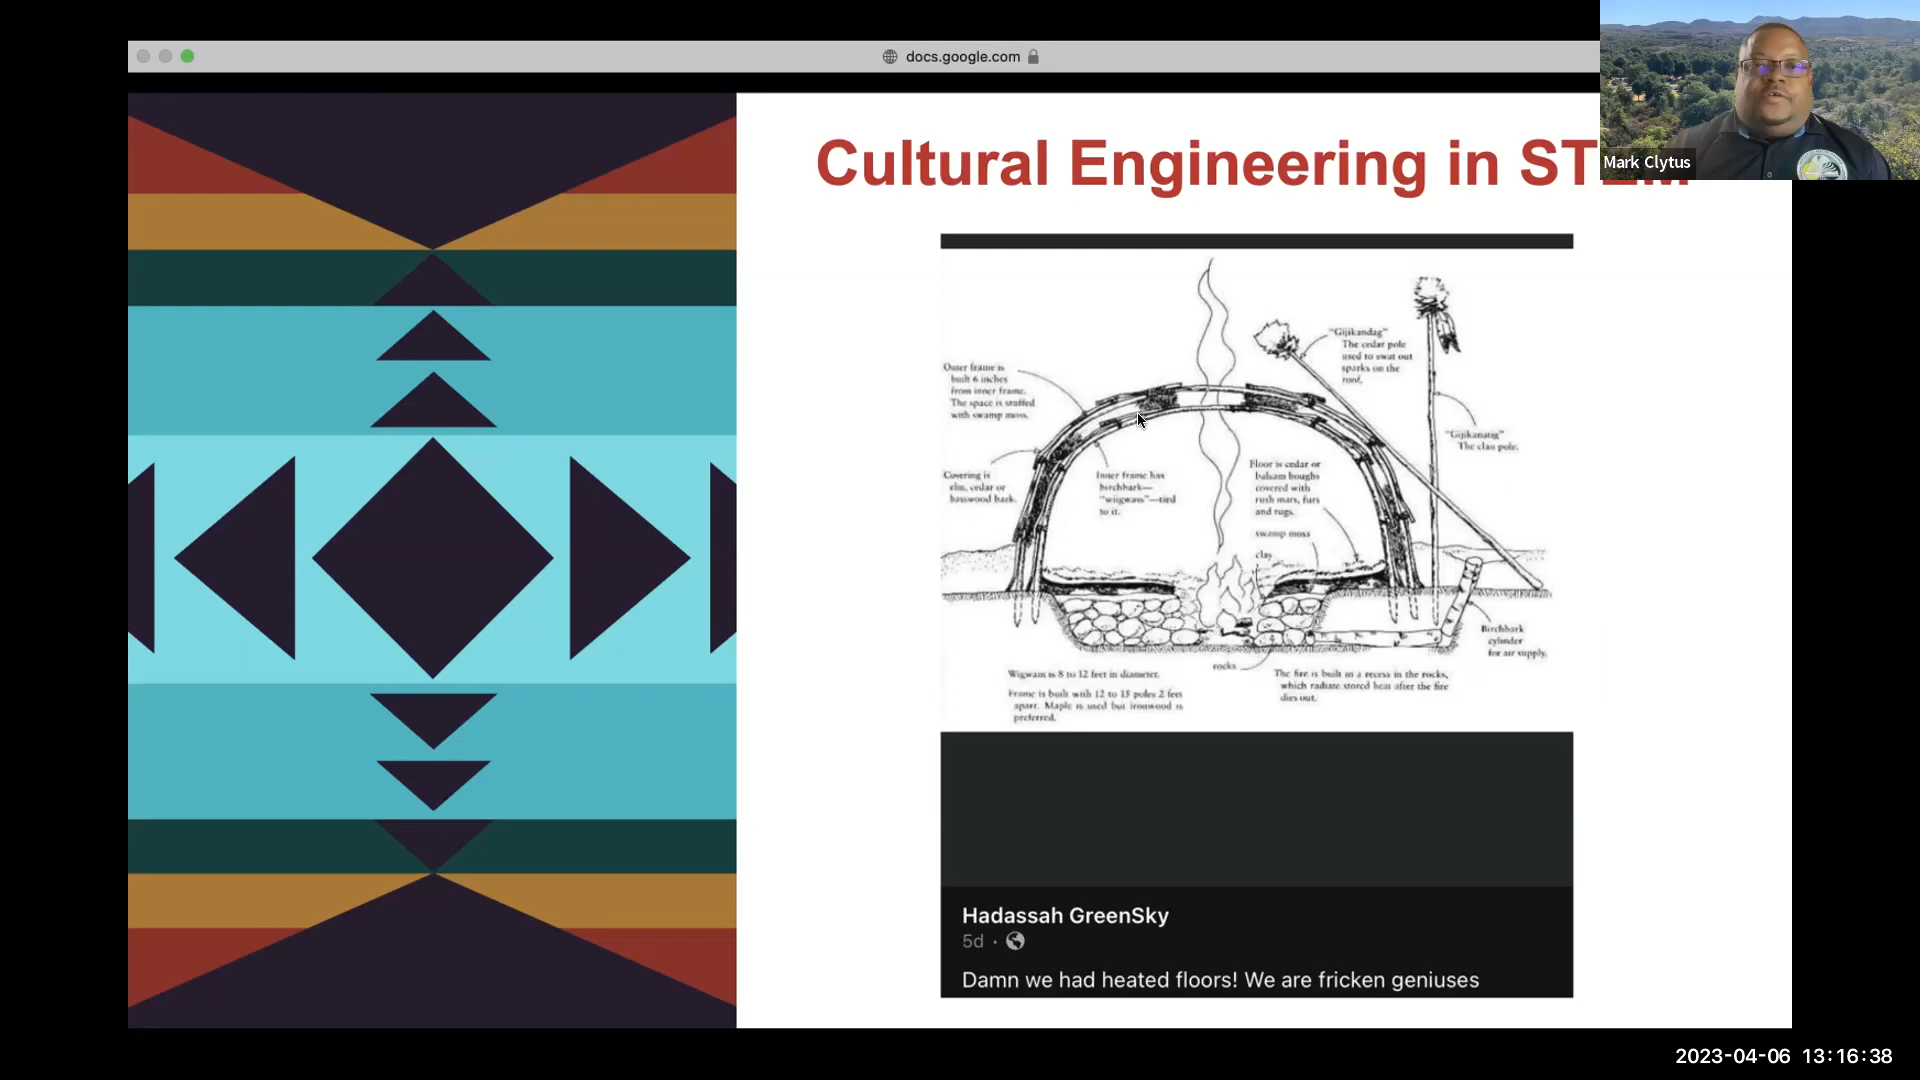 docs.google.com
Cultural Engineering in STEM
Mark Clytus
"Gijikandag"
The cedar pole
used to swat out
sparks on the
roof.
Outer frame is
built 6 inches
from inner frame.
The space is stuffed
with swamp moss.
"Gijikanatig"
The clan pole.
Covering is
elm, cedar or
basswood bark.
Inner frame has
birchbark—
"wiigwass"—tied
to it.
Floor is cedar or
balsam boughs
covered with
rush mats, furs
and rugs.
swamp moss
clay
Birchbark
cylinder
for air supply.
rocks
Wigwam is 8 to 12 feet in diameter.
Frame is built with 12 to 15 poles 2 feet
apart. Maple is used but ironwood is
preferred.
The fire is built in a recess in the rocks,
which radiate stored heat after the fire
dies out.
Hadassah GreenSky
5d ·
Damn we had heated floors! We are fricken geniuses
2023-04-06 13:16:38